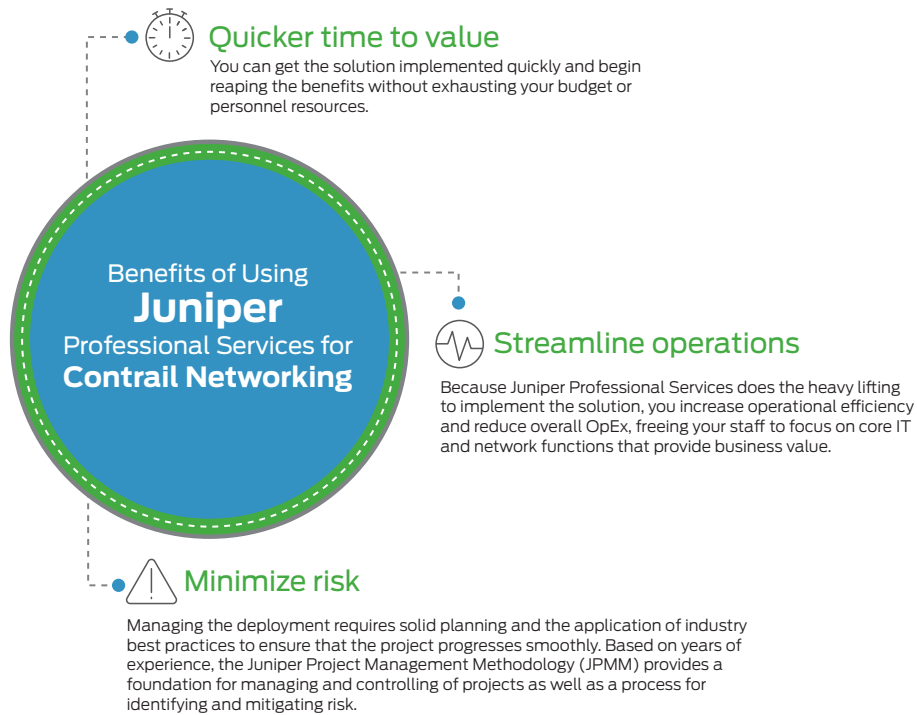 Quicker time to value
You can get the solution implemented quickly and begin
reaping the benefits without exhausting your budget or
personnel resources.
Benefits of Using
Juniper
Professional Services for
Contrail Networking
Streamline operations
Because Juniper Professional Services does the heavy lifting
to implement the solution, you increase operational efficiency
and reduce overall OpEx, freeing your staff to focus on core IT
and network functions that provide business value.
Minimize risk
Managing the deployment requires solid planning and the application of industry
best practices to ensure that the project progresses smoothly. Based on years of
experience, the Juniper Project Management Methodology (JPMM) provides a
foundation for managing and controlling of projects as well as a process for
identifying and mitigating risk.